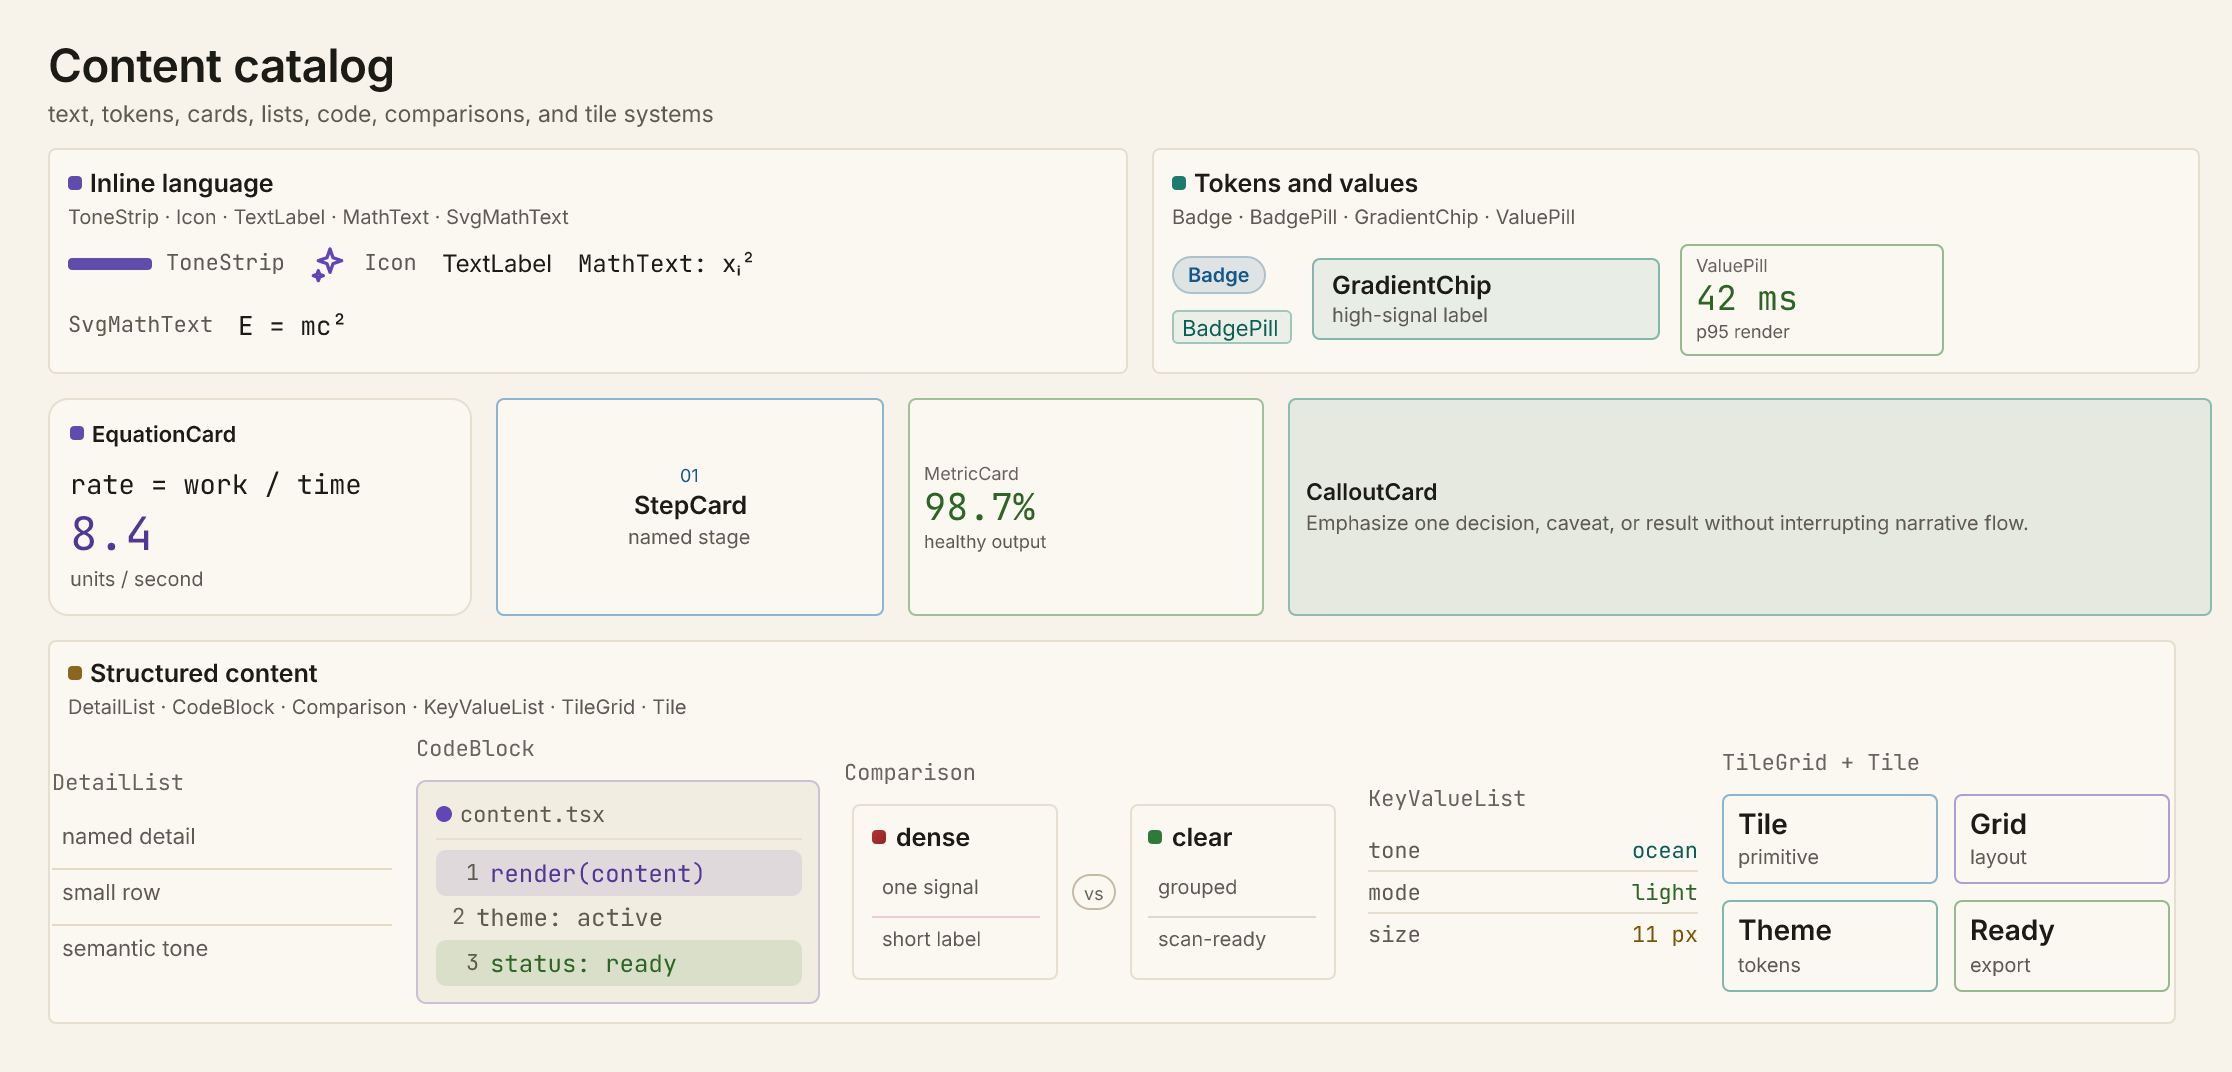 Content catalog
text, tokens, cards, lists, code, comparisons, and tile systems
Inline language
ToneStrip · Icon · TextLabel · MathText · SvgMathText
ToneStrip Icon TextLabel MathText: xᵢ²
SvgMathText E = mc²
Tokens and values
Badge · BadgePill · GradientChip · ValuePill
Badge
BadgePill
GradientChip
high-signal label
ValuePill
42 ms
p95 render
EquationCard
rate = work / time
8.4
units / second
01
StepCard
named stage
MetricCard
98.7%
healthy output
CalloutCard
Emphasize one decision, caveat, or result without interrupting narrative flow.
Structured content
DetailList · CodeBlock · Comparison · KeyValueList · TileGrid · Tile
DetailList
named detail
small row
semantic tone
CodeBlock
content.tsx
1 render(content)
2 theme: active
3 status: ready
Comparison
dense
one signal
short label
vs
clear
grouped
scan-ready
KeyValueList
tone ocean
mode light
size 11 px
TileGrid + Tile
Tile
primitive
Grid
layout
Theme
tokens
Ready
export